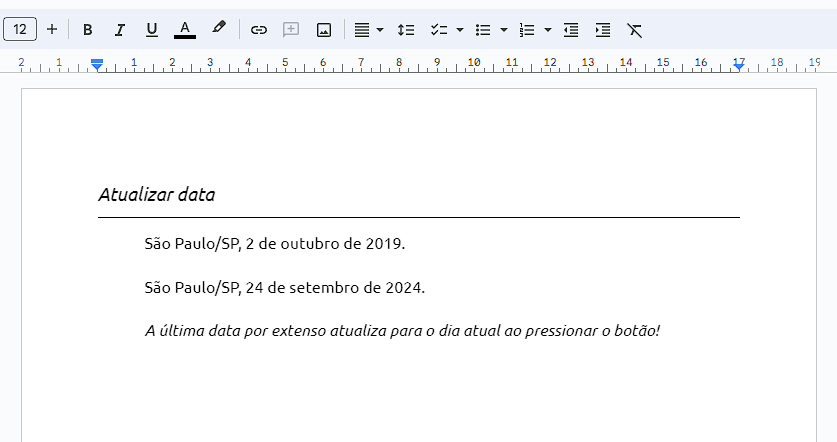 12
B I U A
2 1 1 2 3 4 5 6 7 8 9 10 11 12 13 14 15 16 17 18 19
Atualizar data
São Paulo/SP, 2 de outubro de 2019.
São Paulo/SP, 24 de setembro de 2024.
A última data por extenso atualiza para o dia atual ao pressionar o botão!